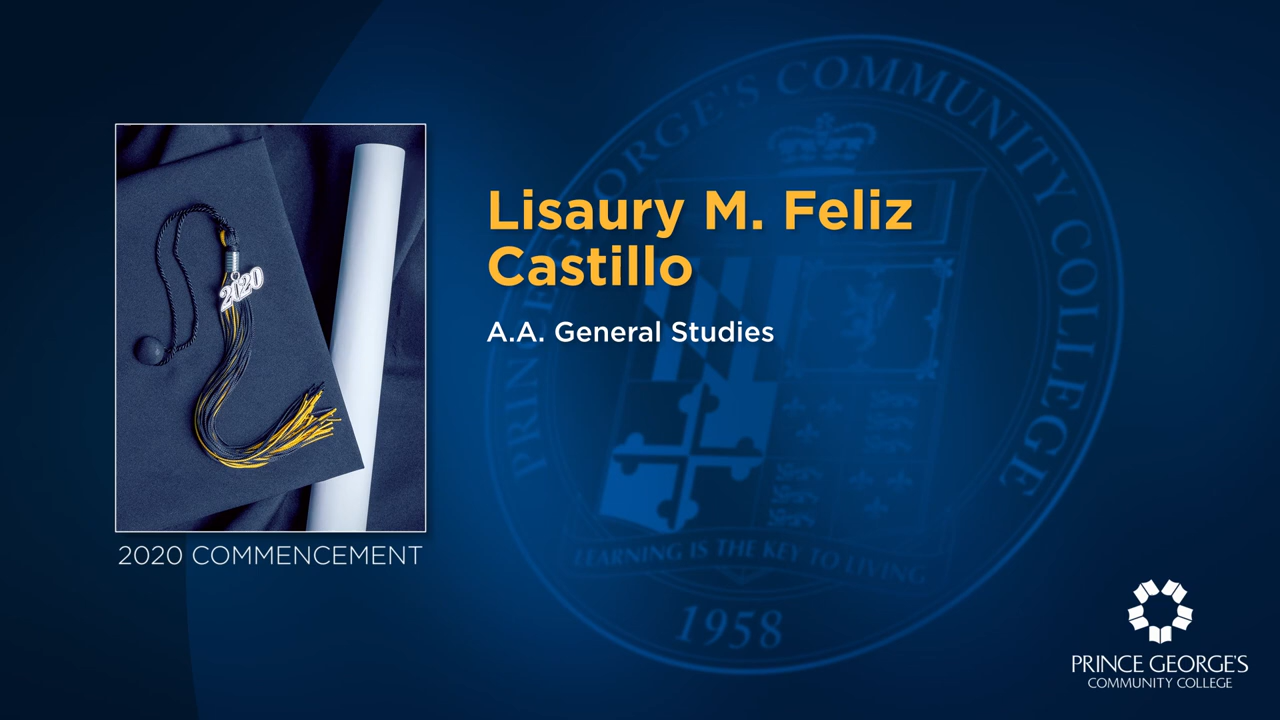 PRINCE GEORGE'S COMMUNITY COLLEGE
2020
Lisaury M. Feliz
Castillo
A.A. General Studies
2020 COMMENCEMENT
LEARNING IS THE KEY TO LIVING
1958
PRINCE GEORGE'S
COMMUNITY COLLEGE